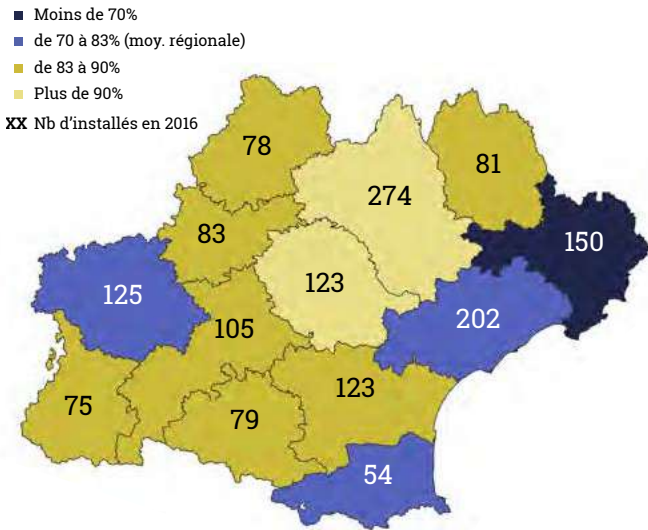 Moins de 70%
de 70 à 83% (moy. régionale)
de 83 à 90%
Plus de 90%
XX Nb d'installés en 2016
78
81
274
83
150
123
125
202
105
123
75
79
54